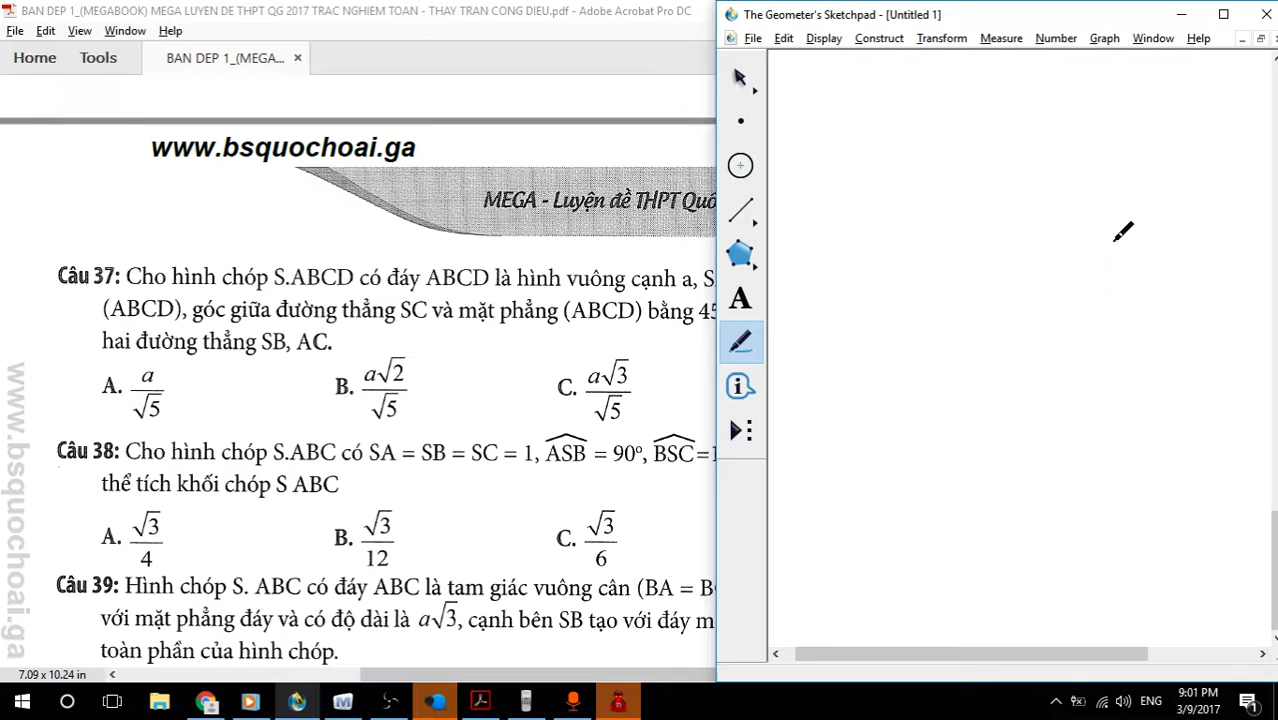 BAN DEP 1_(MEGABOOK) MEGA LUYEN DE THPT QG 2017 TRAC NGHIEM TOAN - THAY TRAN CONG DIEU.pdf - Adobe Acrobat Pro DC
File Edit View Window Help
Home Tools BAN DEP 1_(MEGA... ×
www.bsquochoai.ga
MEGA - Luyện đề THPT Quố
Câu 37: Cho hình chóp S.ABCD có đáy ABCD là hình vuông cạnh a, S
(ABCD), góc giữa đường thẳng SC và mặt phẳng (ABCD) bằng 45
hai đường thẳng SB, AC.
A. a/√5 B. a√2/√5 C. a√3/√5
Câu 38: Cho hình chóp S.ABC có SA = SB = SC = 1, ASB = 90°, BSC =
thể tích khối chóp S ABC
A. √3/4 B. √3/12 C. √3/6
Câu 39: Hình chóp S. ABC có đáy ABC là tam giác vuông cân (BA = B
với mặt phẳng đáy và có độ dài là a√3, cạnh bên SB tạo với đáy m
toàn phần của hình chóp.
www.bsquochoai.ga
7.09 x 10.24 in
The Geometer's Sketchpad - [Untitled 1]
File Edit Display Construct Transform Measure Number Graph Window Help
A
ENG
9:01 PM
3/9/2017
1